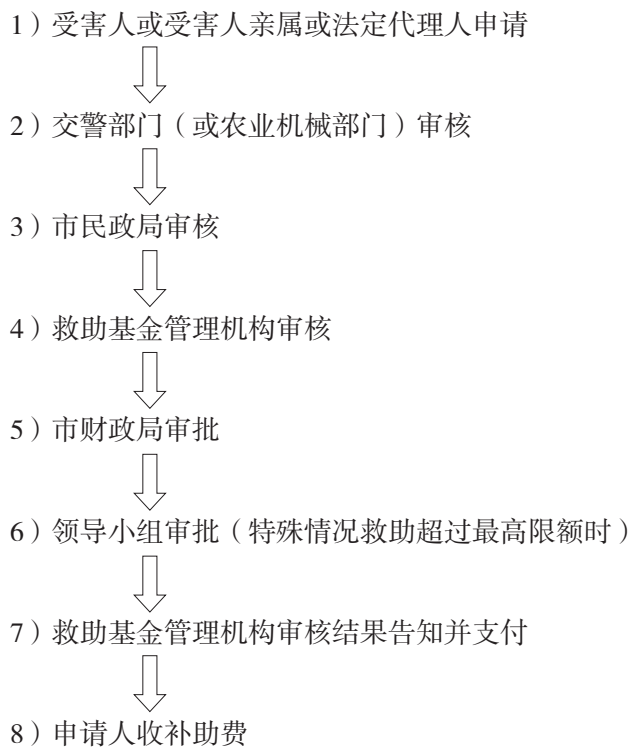 1）受害人或受害人亲属或法定代理人申请
2）交警部门（或农业机械部门）审核
3）市民政局审核
4）救助基金管理机构审核
5）市财政局审批
6）领导小组审批（特殊情况救助超过最高限额时）
7）救助基金管理机构审核结果告知并支付
8）申请人收补助费